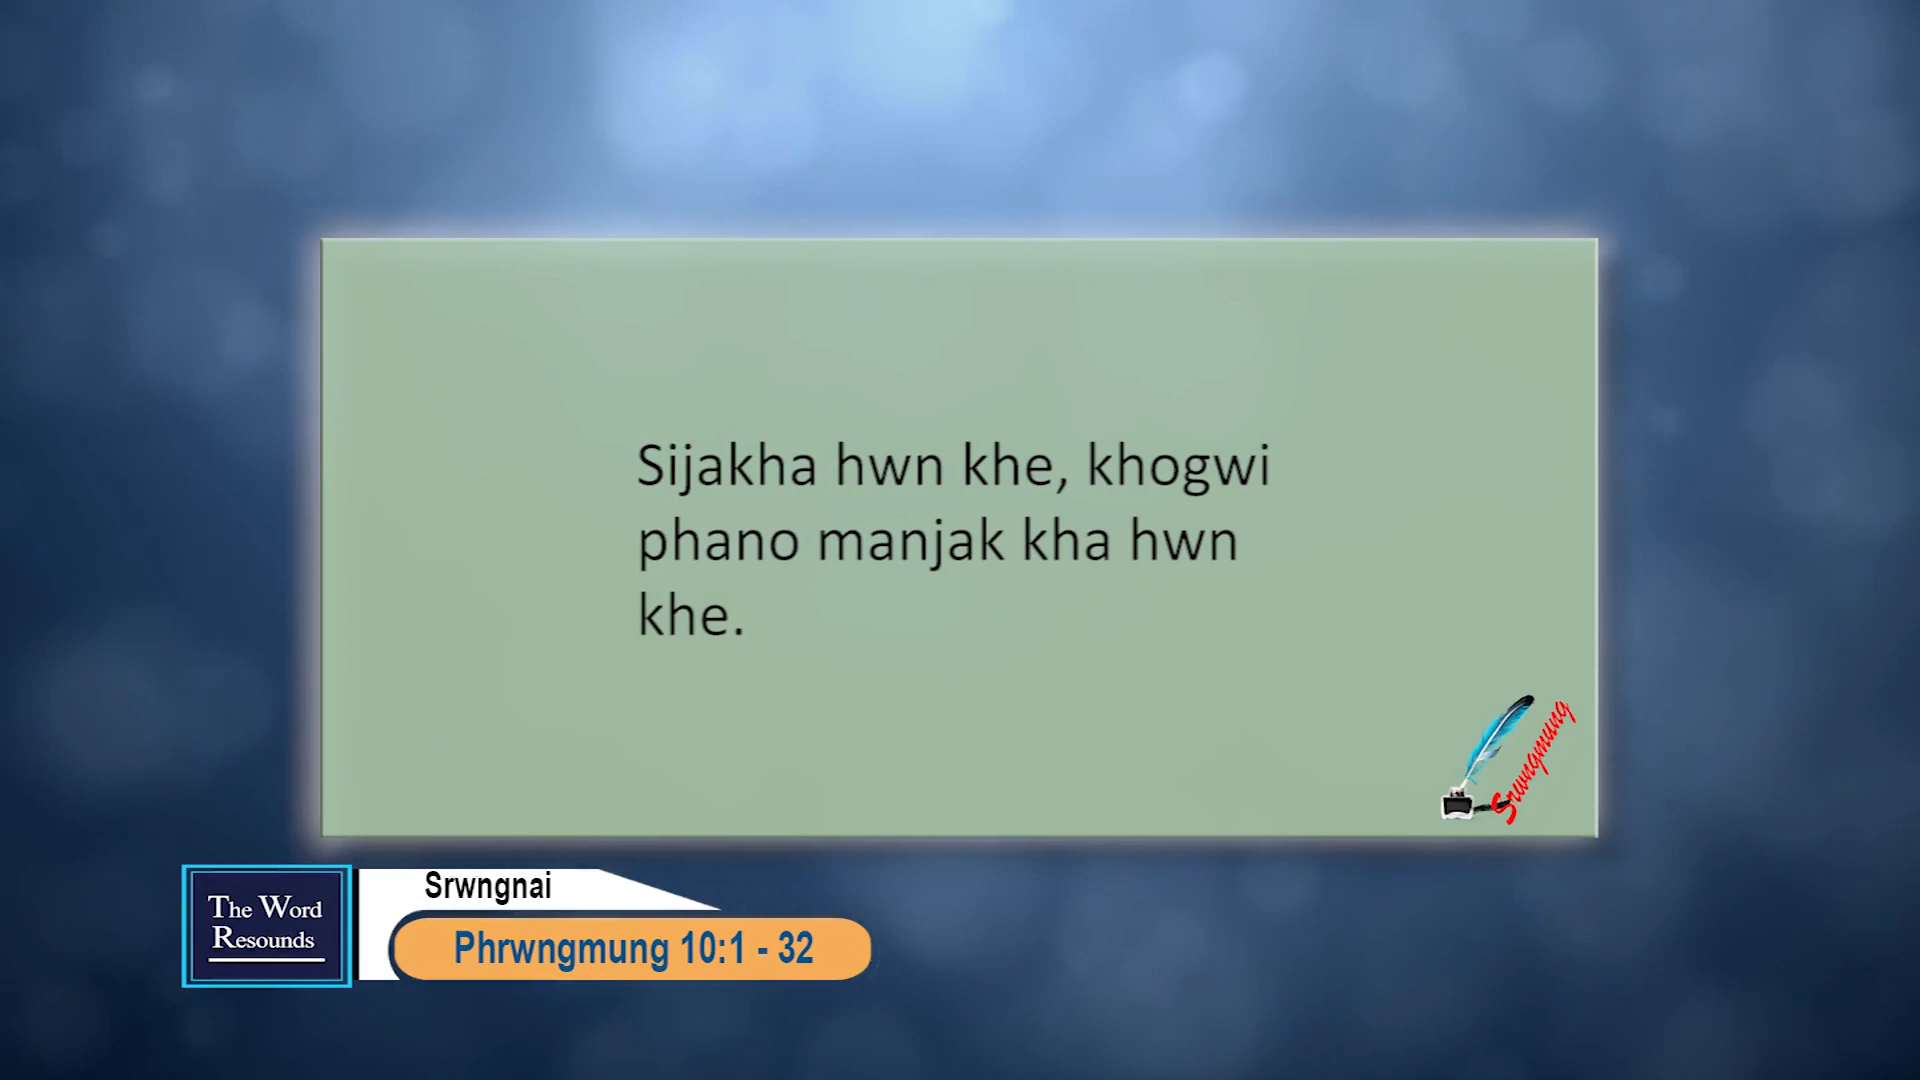 Sijakha hwn khe, khogwi
phano manjak kha hwn
khe.
Srwngmung
The Word
Resounds
Srwngnai
Phrwngmung 10:1 - 32